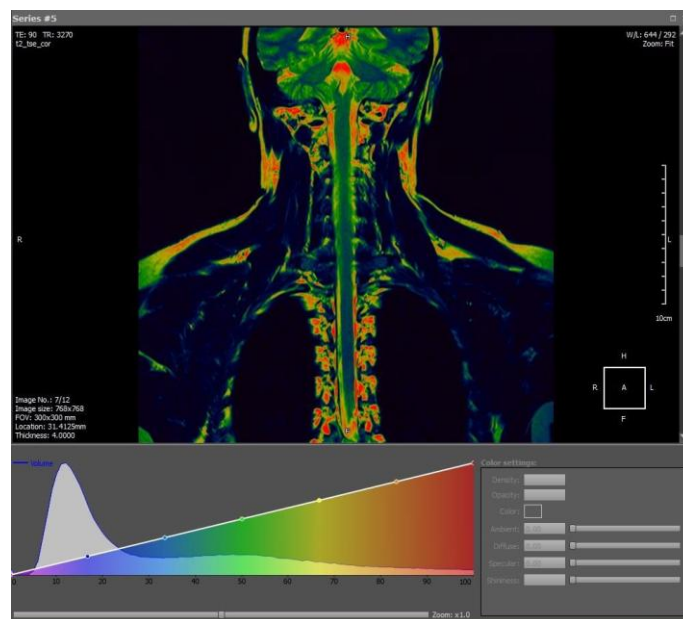 Series #5
TE: 90 TR: 3270
t2_tse_cor
W/L: 644 / 292
Zoom: Fit
R
L
10cm
H
R A L
F
Image No.: 7/12
Image size: 768x768
FOV: 300x300 mm
Location: 31.4125mm
Thickness: 4.0000
Volume
0 10 20 30 40 50 60 70 80 90 100
Zoom: x1.0
Color settings:
Density:
Opacity:
Color:
Ambient:
Diffuse:
Specular:
Shininess: